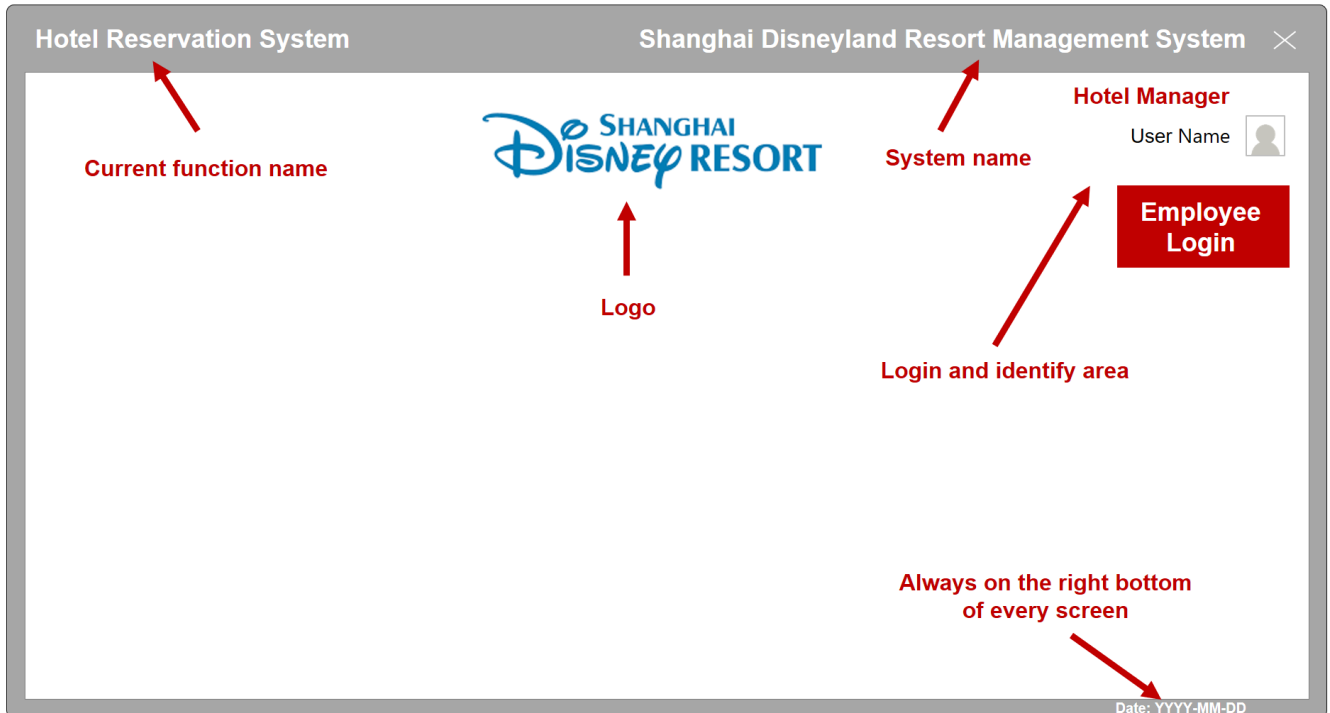 Hotel Reservation System
Shanghai Disneyland Resort Management System
Hotel Manager
User Name
SHANGHAI
DISNEY RESORT
Current function name
System name
Employee
Login
Logo
Login and identify area
Always on the right bottom
of every screen
Date: YYYY-MM-DD